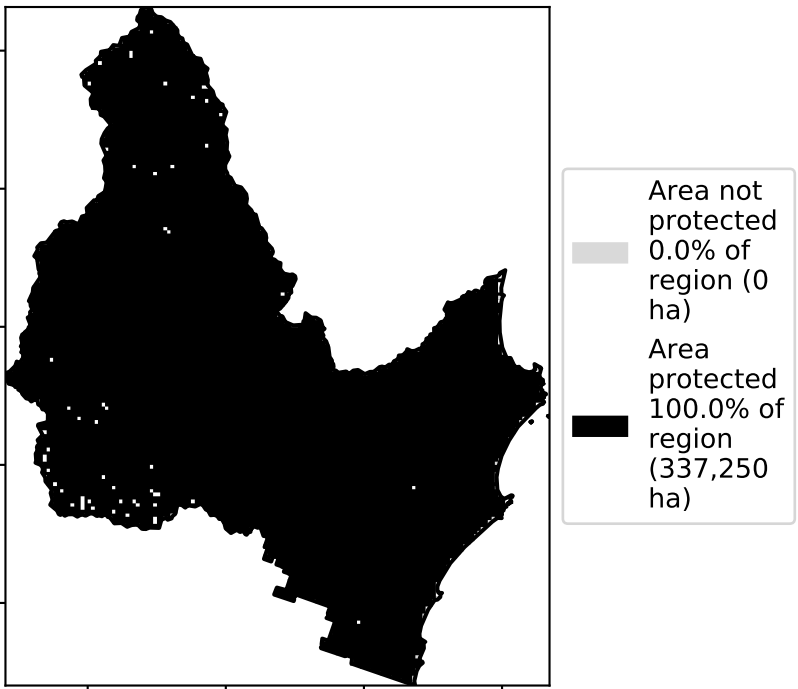 Area not
protected
0.0% of
region (0
ha)
Area
protected
100.0% of
region
(337,250
ha)